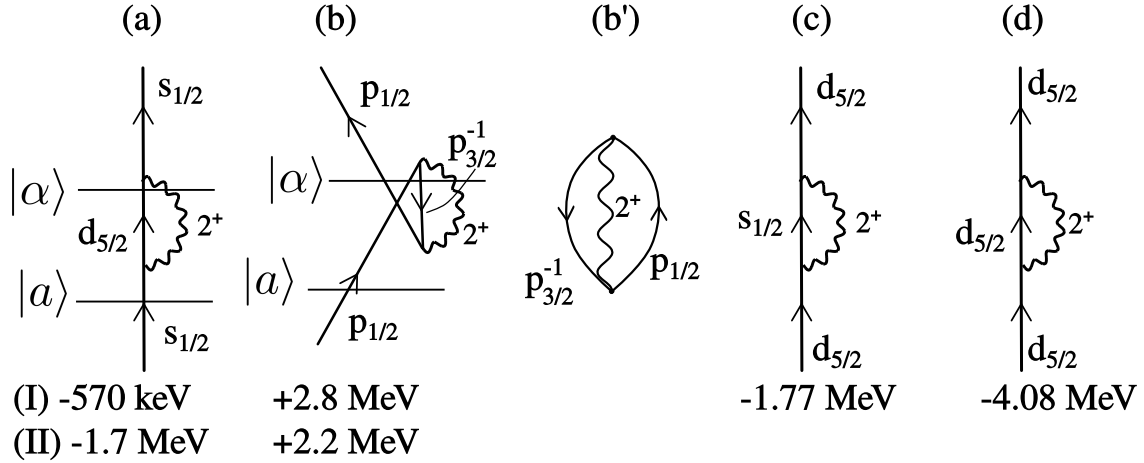 (a) (b) (b') (c) (d)
s1/2 p1/2 d5/2 d5/2
p3/2^-1
|α⟩ |α⟩
d5/2 2+ 2+ 2+ s1/2 2+ d5/2 2+
|a⟩ |a⟩ p3/2^-1 p1/2
s1/2 p1/2 d5/2 d5/2
(I) -570 keV +2.8 MeV -1.77 MeV -4.08 MeV
(II) -1.7 MeV +2.2 MeV